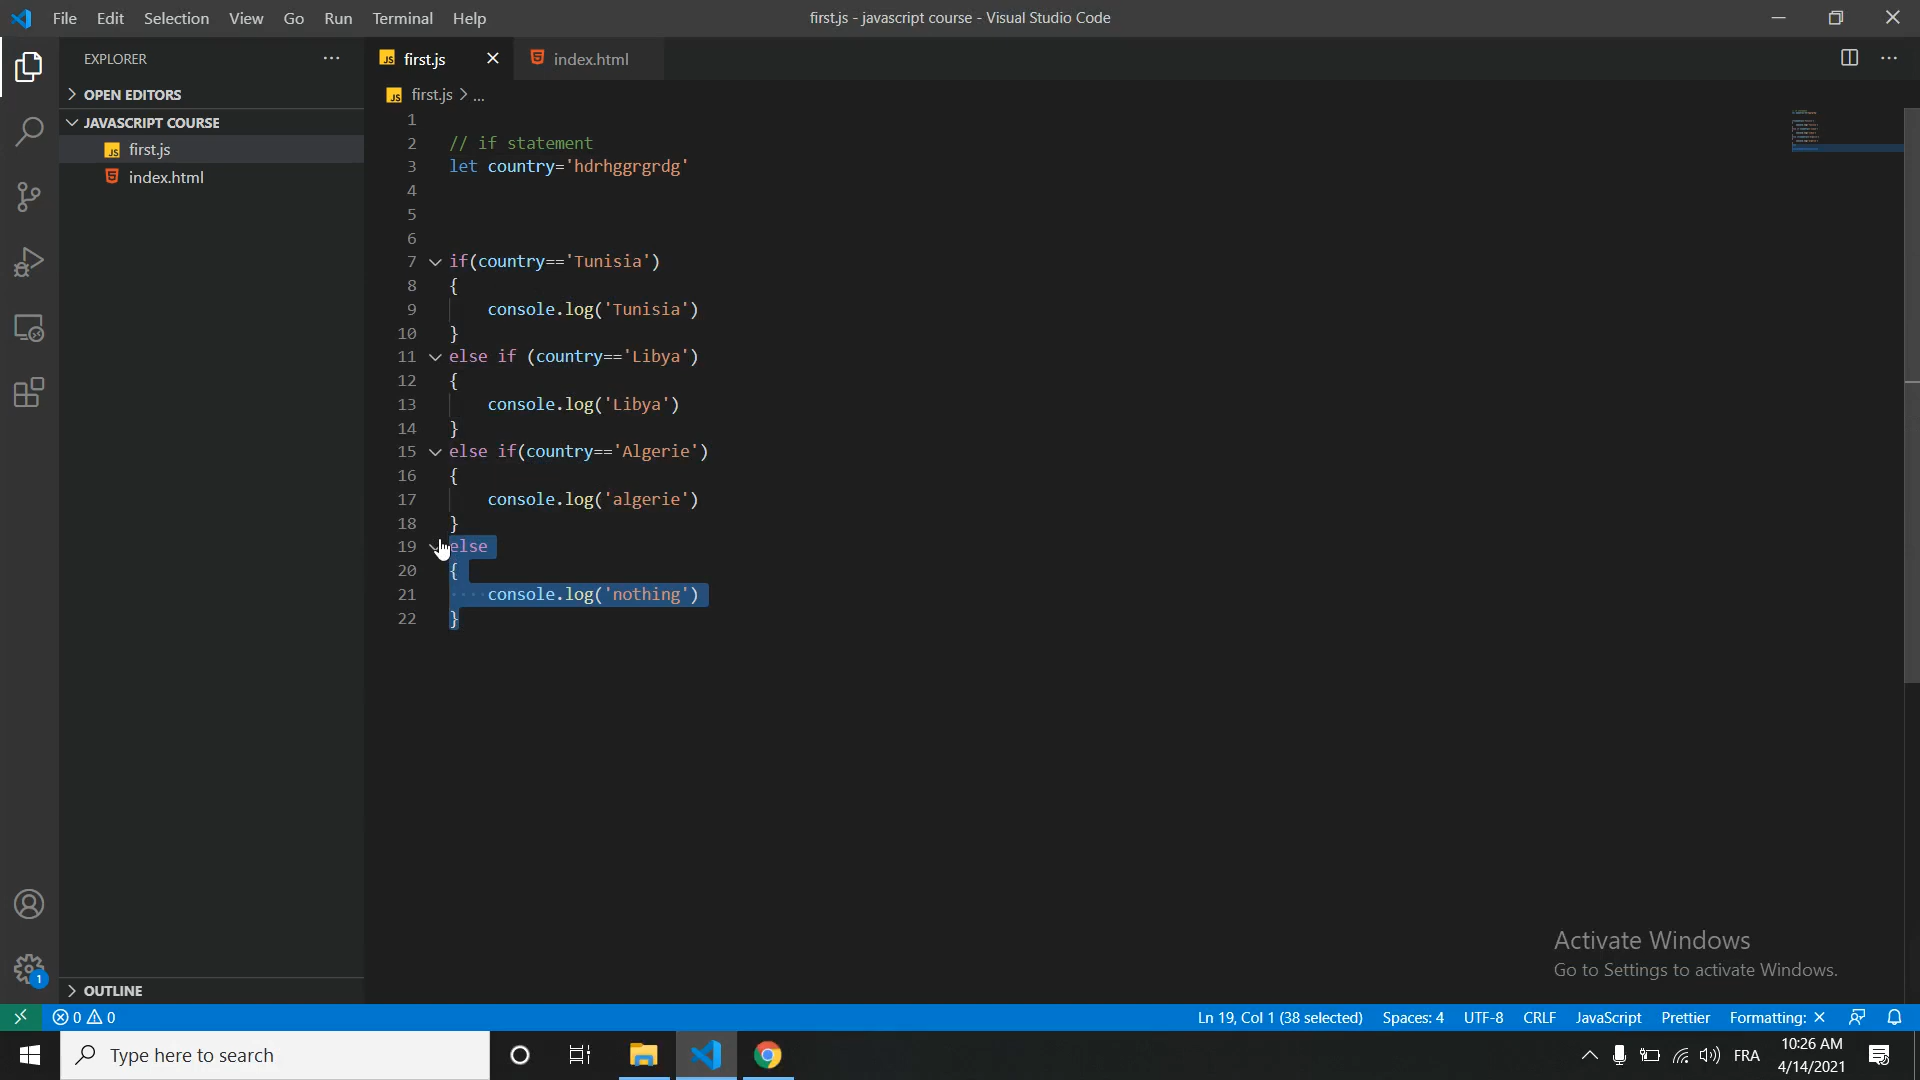 File Edit Selection View Go Run Terminal Help
first.js - javascript course - Visual Studio Code
EXPLORER
OPEN EDITORS
JAVASCRIPT COURSE
first.js
index.html
OUTLINE
JS first.js
index.html
JS first.js > ...
1
2 // if statement
3 let country='hdrhggrgrdg'
4
5
6
7 if(country=='Tunisia')
8 {
9 console.log('Tunisia')
10 }
11 else if (country=='Libya')
12 {
13 console.log('Libya')
14 }
15 else if(country=='Algerie')
16 {
17 console.log('algerie')
18 }
19 else
20 {
21 ····console.log('nothing')
22 }
Activate Windows
Go to Settings to activate Windows.
1
0 0
Ln 19, Col 1 (38 selected) Spaces: 4 UTF-8 CRLF JavaScript Prettier Formatting: ×
Type here to search
FRA
10:26 AM
4/14/2021